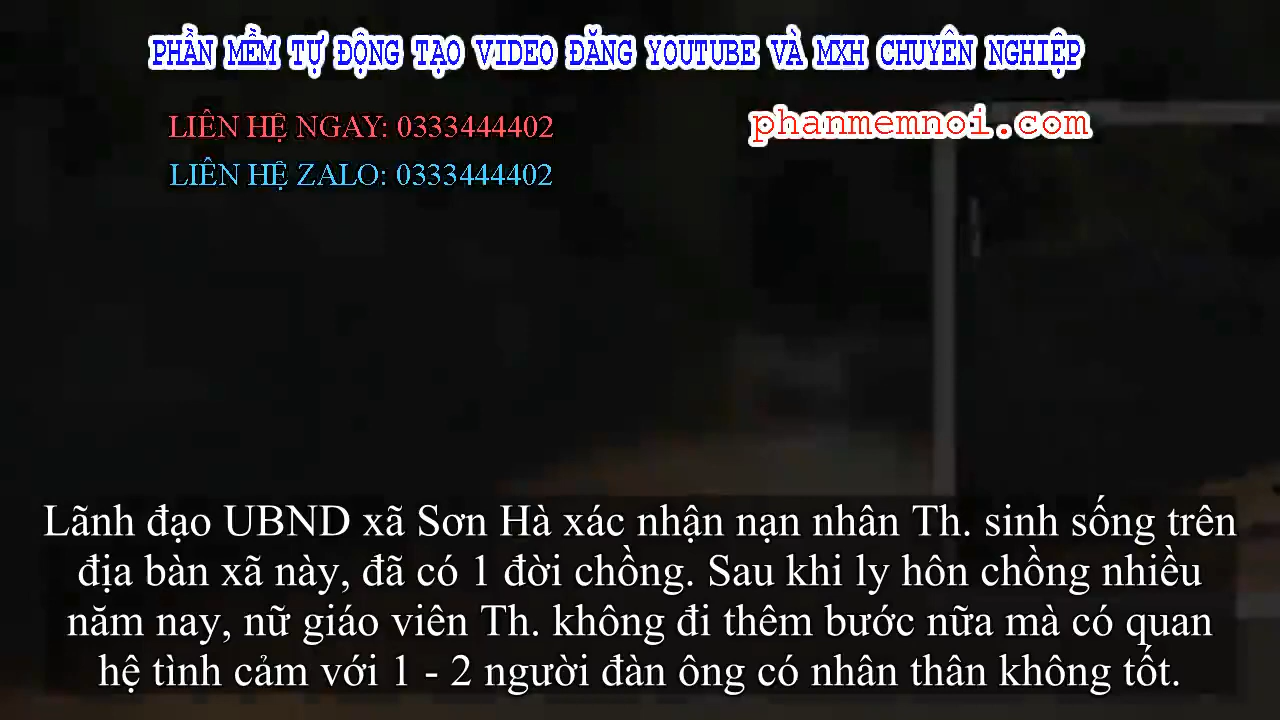 PHẦN MỀM TỰ ĐỘNG TẠO VIDEO ĐĂNG YOUTUBE VÀ MXH CHUYÊN NGHIỆP
LIÊN HỆ NGAY: 0333444402
phanmemnoi.com
LIÊN HỆ ZALO: 0333444402
Lãnh đạo UBND xã Sơn Hà xác nhận nạn nhân Th. sinh sống trên
địa bàn xã này, đã có 1 đời chồng. Sau khi ly hôn chồng nhiều
năm nay, nữ giáo viên Th. không đi thêm bước nữa mà có quan
hệ tình cảm với 1 - 2 người đàn ông có nhân thân không tốt.